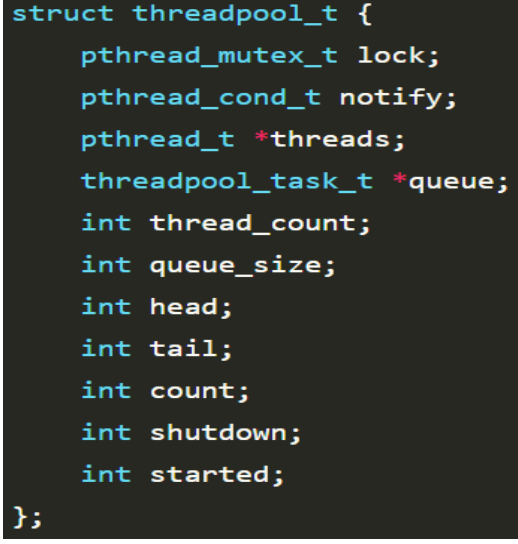 struct threadpool_t {
    pthread_mutex_t lock;
    pthread_cond_t notify;
    pthread_t *threads;
    threadpool_task_t *queue;
    int thread_count;
    int queue_size;
    int head;
    int tail;
    int count;
    int shutdown;
    int started;
};